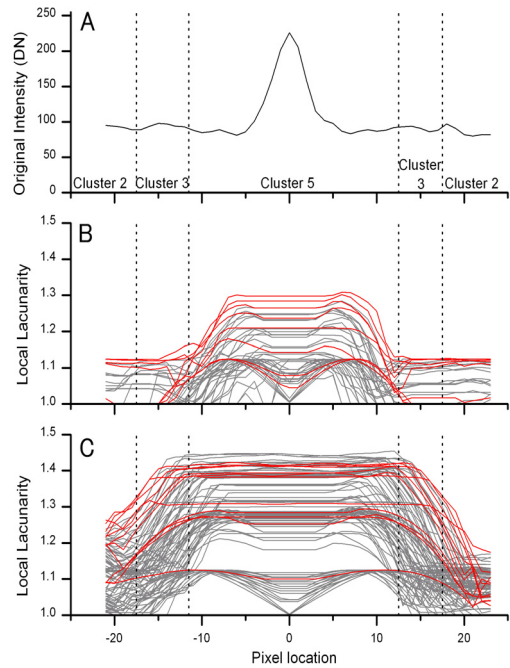 A
250
200
150
100
50
0
Original Intensity (DN)
Cluster
Cluster 2 Cluster 3 Cluster 5 3 Cluster 2
B
1.5
1.4
1.3
1.2
1.1
1.0
Local Lacunarity
C
1.5
1.4
1.3
1.2
1.1
1.0
Local Lacunarity
-20 -10 0 10 20
Pixel location